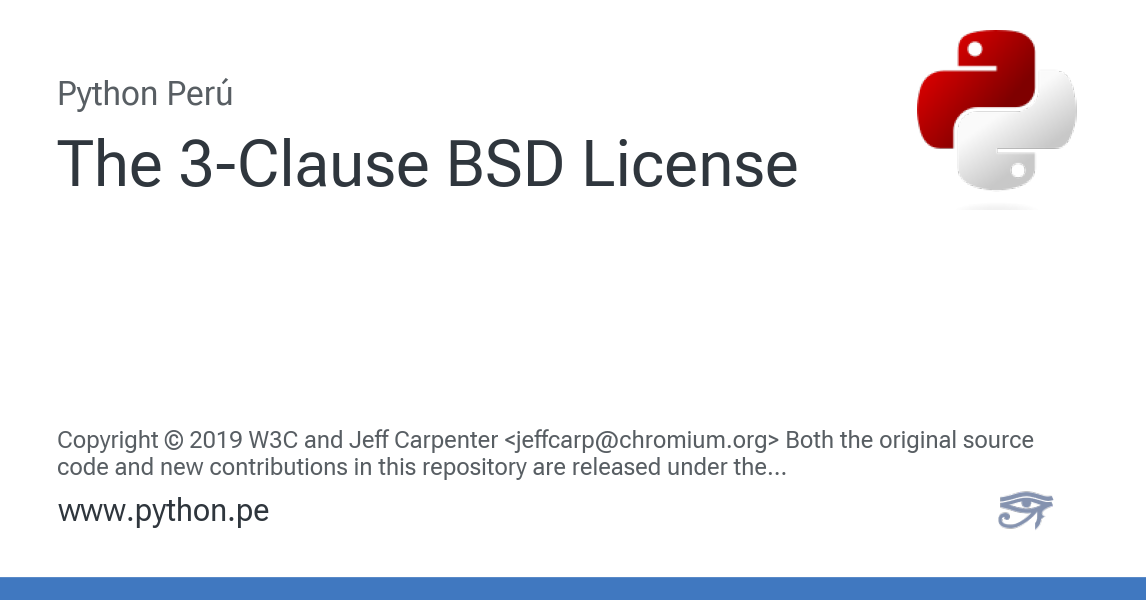 Python Perú
The 3-Clause BSD License
Copyright © 2019 W3C and Jeff Carpenter <jeffcarp@chromium.org> Both the original source
code and new contributions in this repository are released under the...
www.python.pe